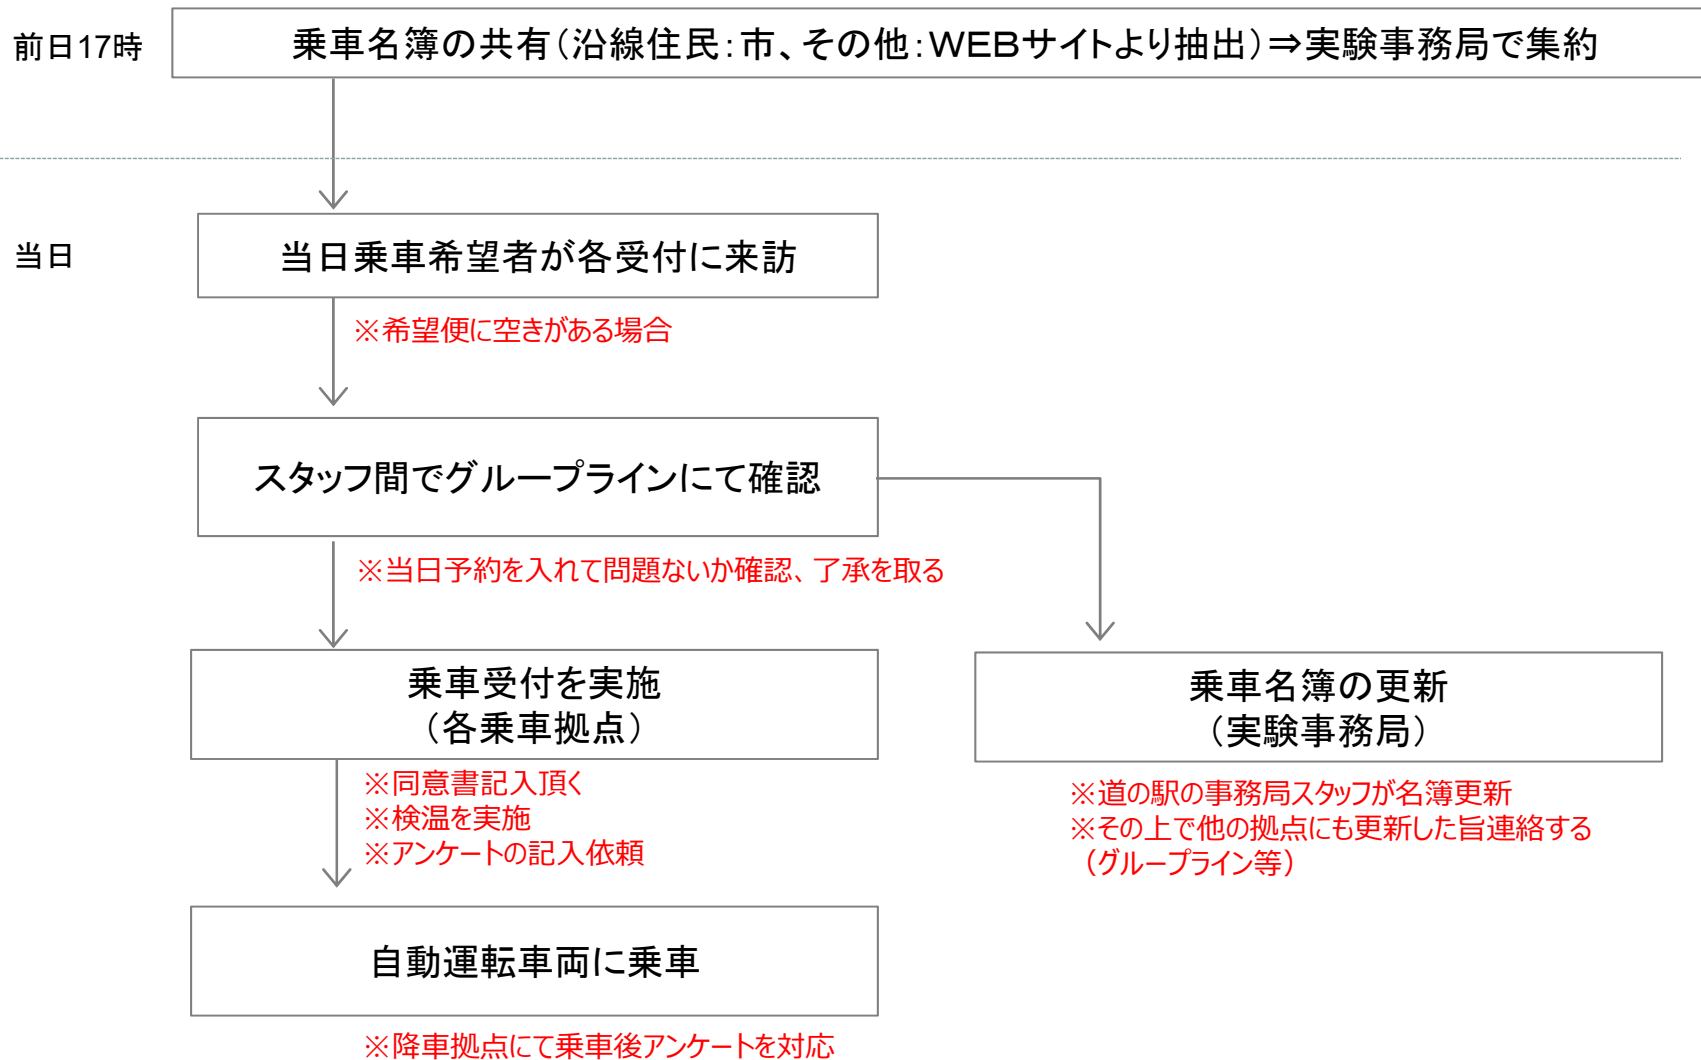 前日17時
乗車名簿の共有（沿線住民：市、その他：ＷＥＢサイトより抽出）⇒実験事務局で集約
当日
当日乗車希望者が各受付に来訪
※希望便に空きがある場合
スタッフ間でグループラインにて確認
※当日予約を入れて問題ないか確認、了承を取る
乗車受付を実施
（各乗車拠点）
※同意書記入頂く
※検温を実施
※アンケートの記入依頼
乗車名簿の更新
（実験事務局）
※道の駅の事務局スタッフが名簿更新
※その上で他の拠点にも更新した旨連絡する
（グループライン等）
自動運転車両に乗車
※降車拠点にて乗車後アンケートを対応